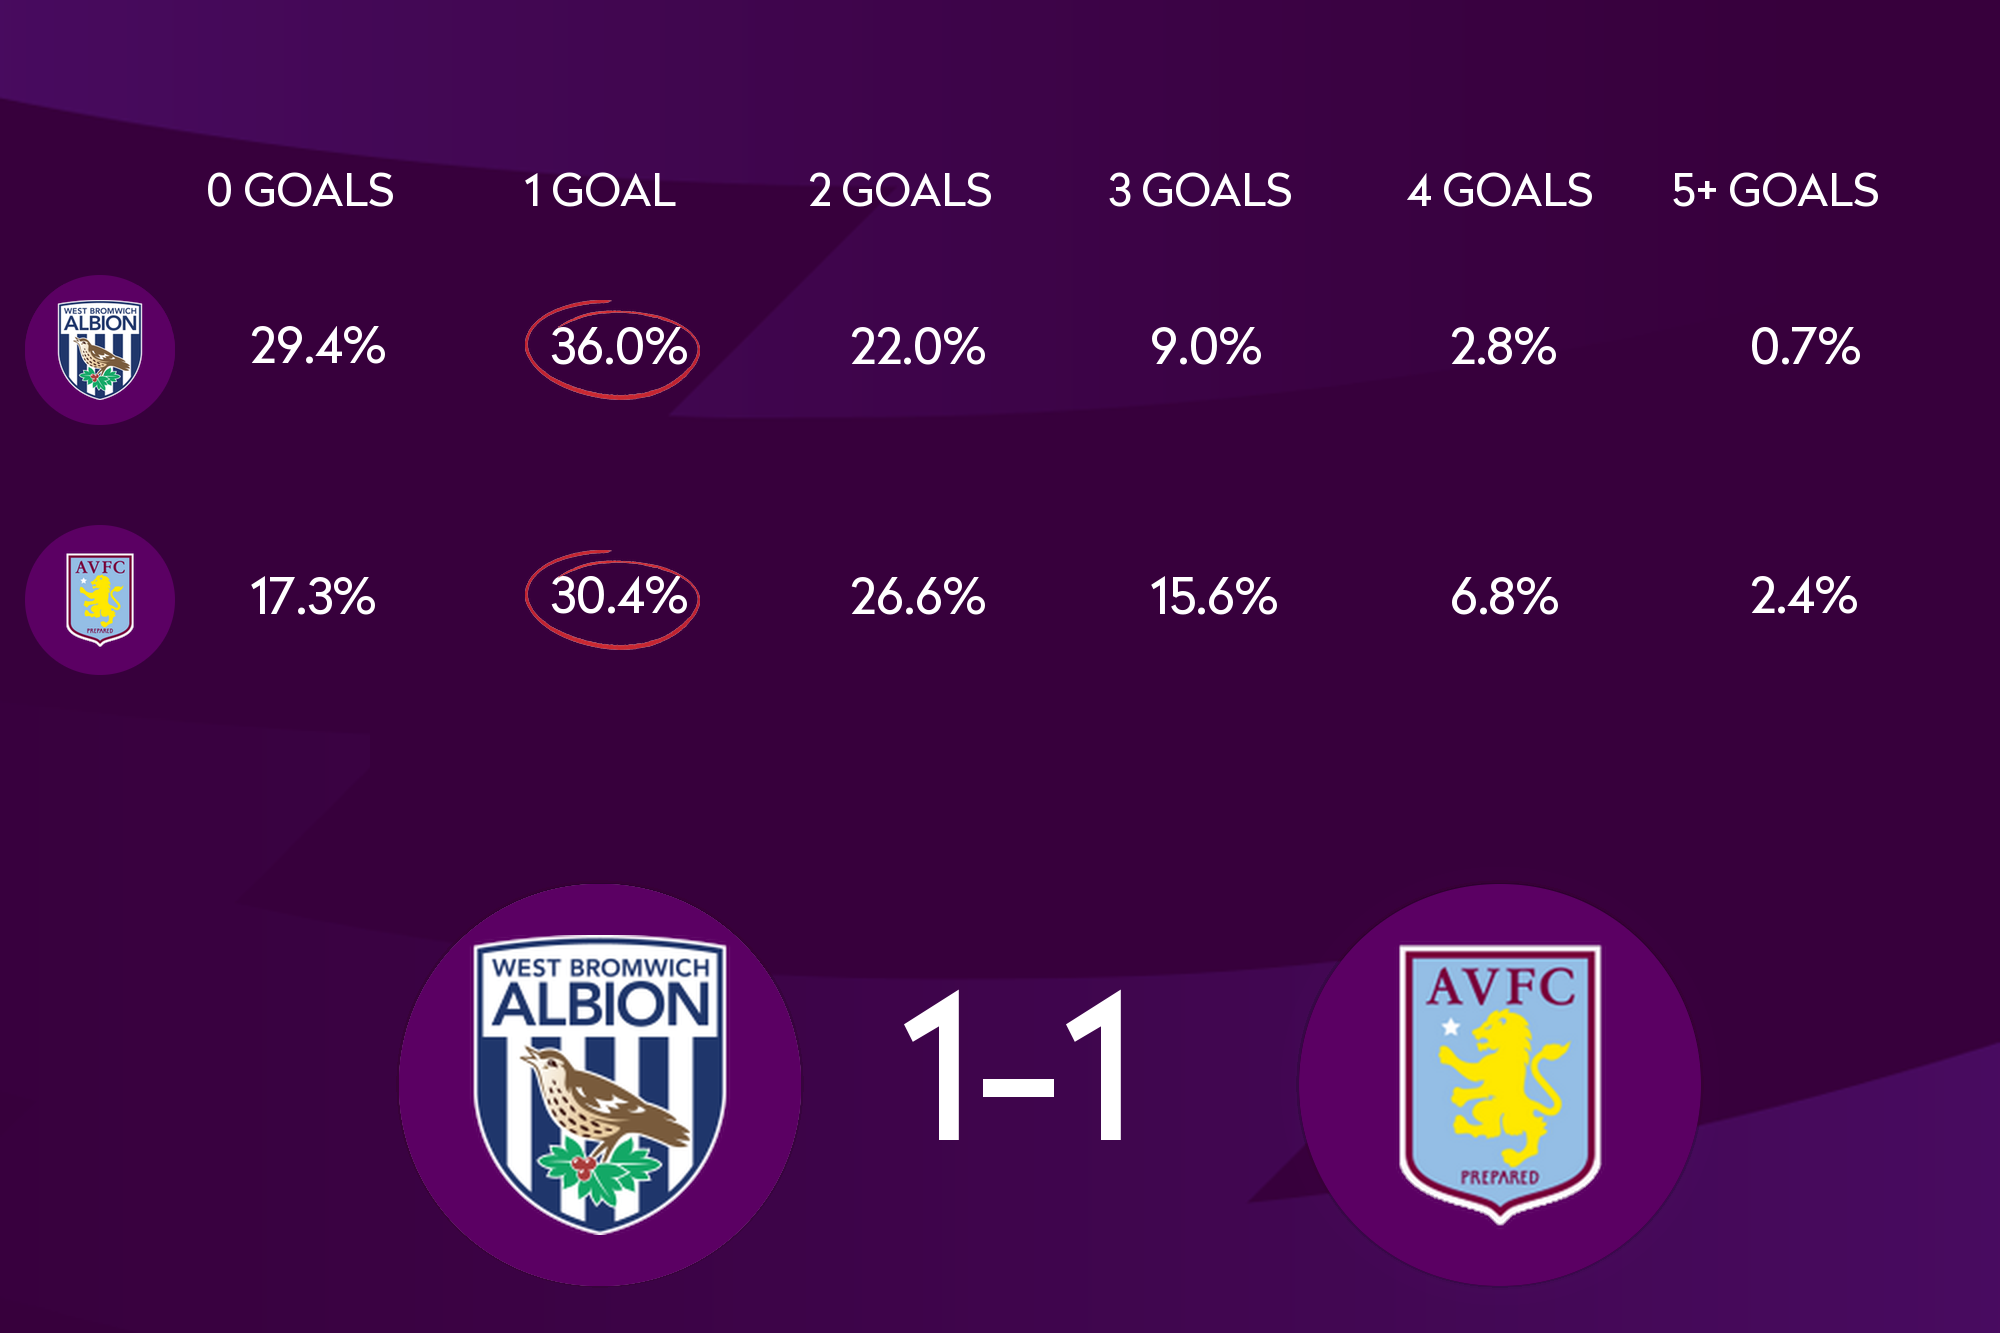 0 GOALS 1 GOAL 2 GOALS 3 GOALS 4 GOALS 5+ GOALS
WEST BROMWICH
ALBION
29.4% 36.0% 22.0% 9.0% 2.8% 0.7%
AVFC
PREPARED
17.3% 30.4% 26.6% 15.6% 6.8% 2.4%
WEST BROMWICH
ALBION
1-1
AVFC
PREPARED